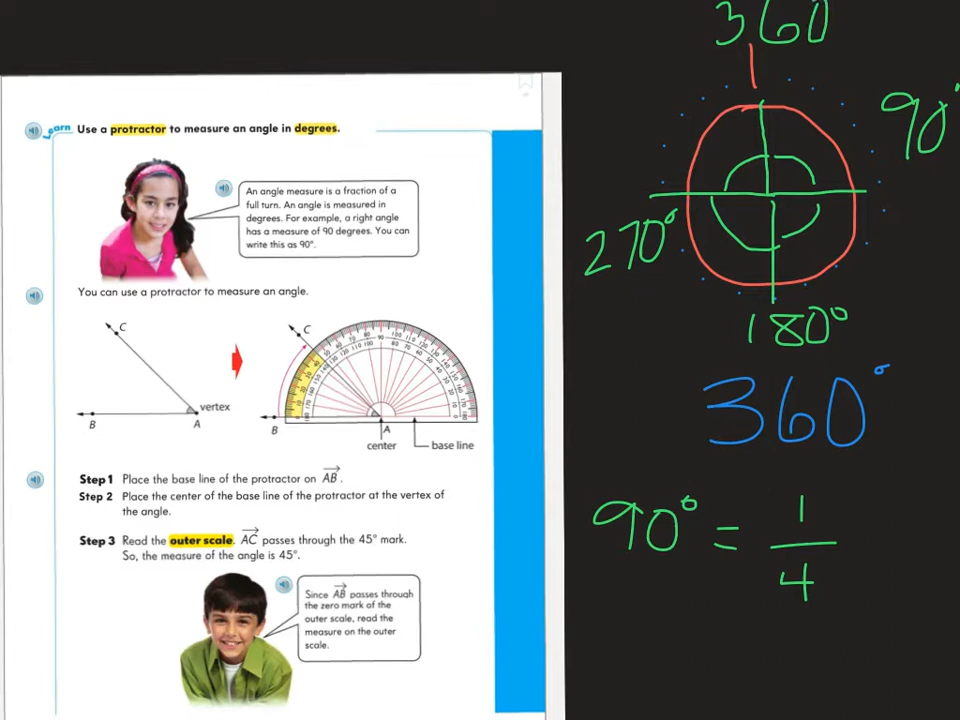 earn Use a protractor to measure an angle in degrees.
An angle measure is a fraction of a
full turn. An angle is measured in
degrees. For example, a right angle
has a measure of 90 degrees. You can
write this as 90°.
You can use a protractor to measure an angle.
C
B
A
vertex
C
B
A
center
base line
Step 1 Place the base line of the protractor on AB.
Step 2 Place the center of the base line of the protractor at the vertex of
the angle.
Step 3 Read the outer scale. AC passes through the 45° mark.
So, the measure of the angle is 45°.
Since AB passes through
the zero mark of the
outer scale, read the
measure on the outer
scale.
360
90°
270°
180°
360°
90° = 1/4